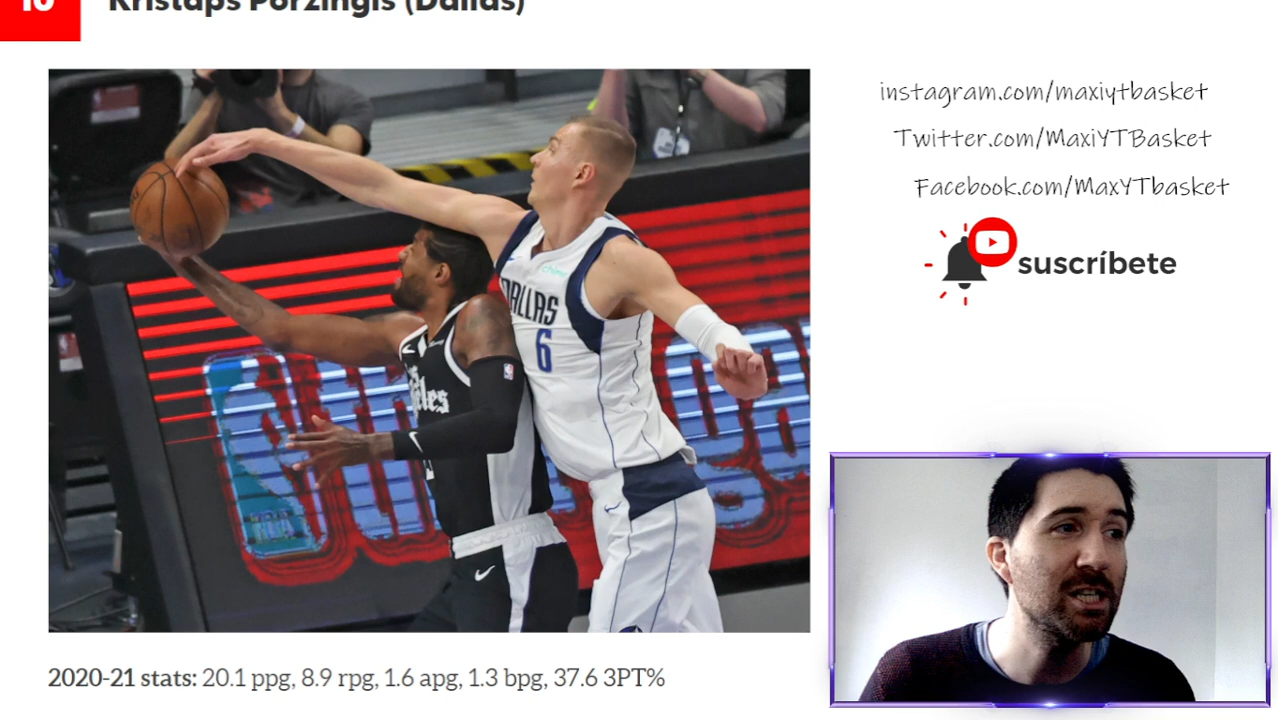 10 Kristaps Porzingis (Dallas)
instagram.com/maxiytbasket
Twitter.com/MaxiYTBasket
Facebook.com/MaxYTbasket
suscríbete
DALLAS
6
2020-21 stats: 20.1 ppg, 8.9 rpg, 1.6 apg, 1.3 bpg, 37.6 3PT%